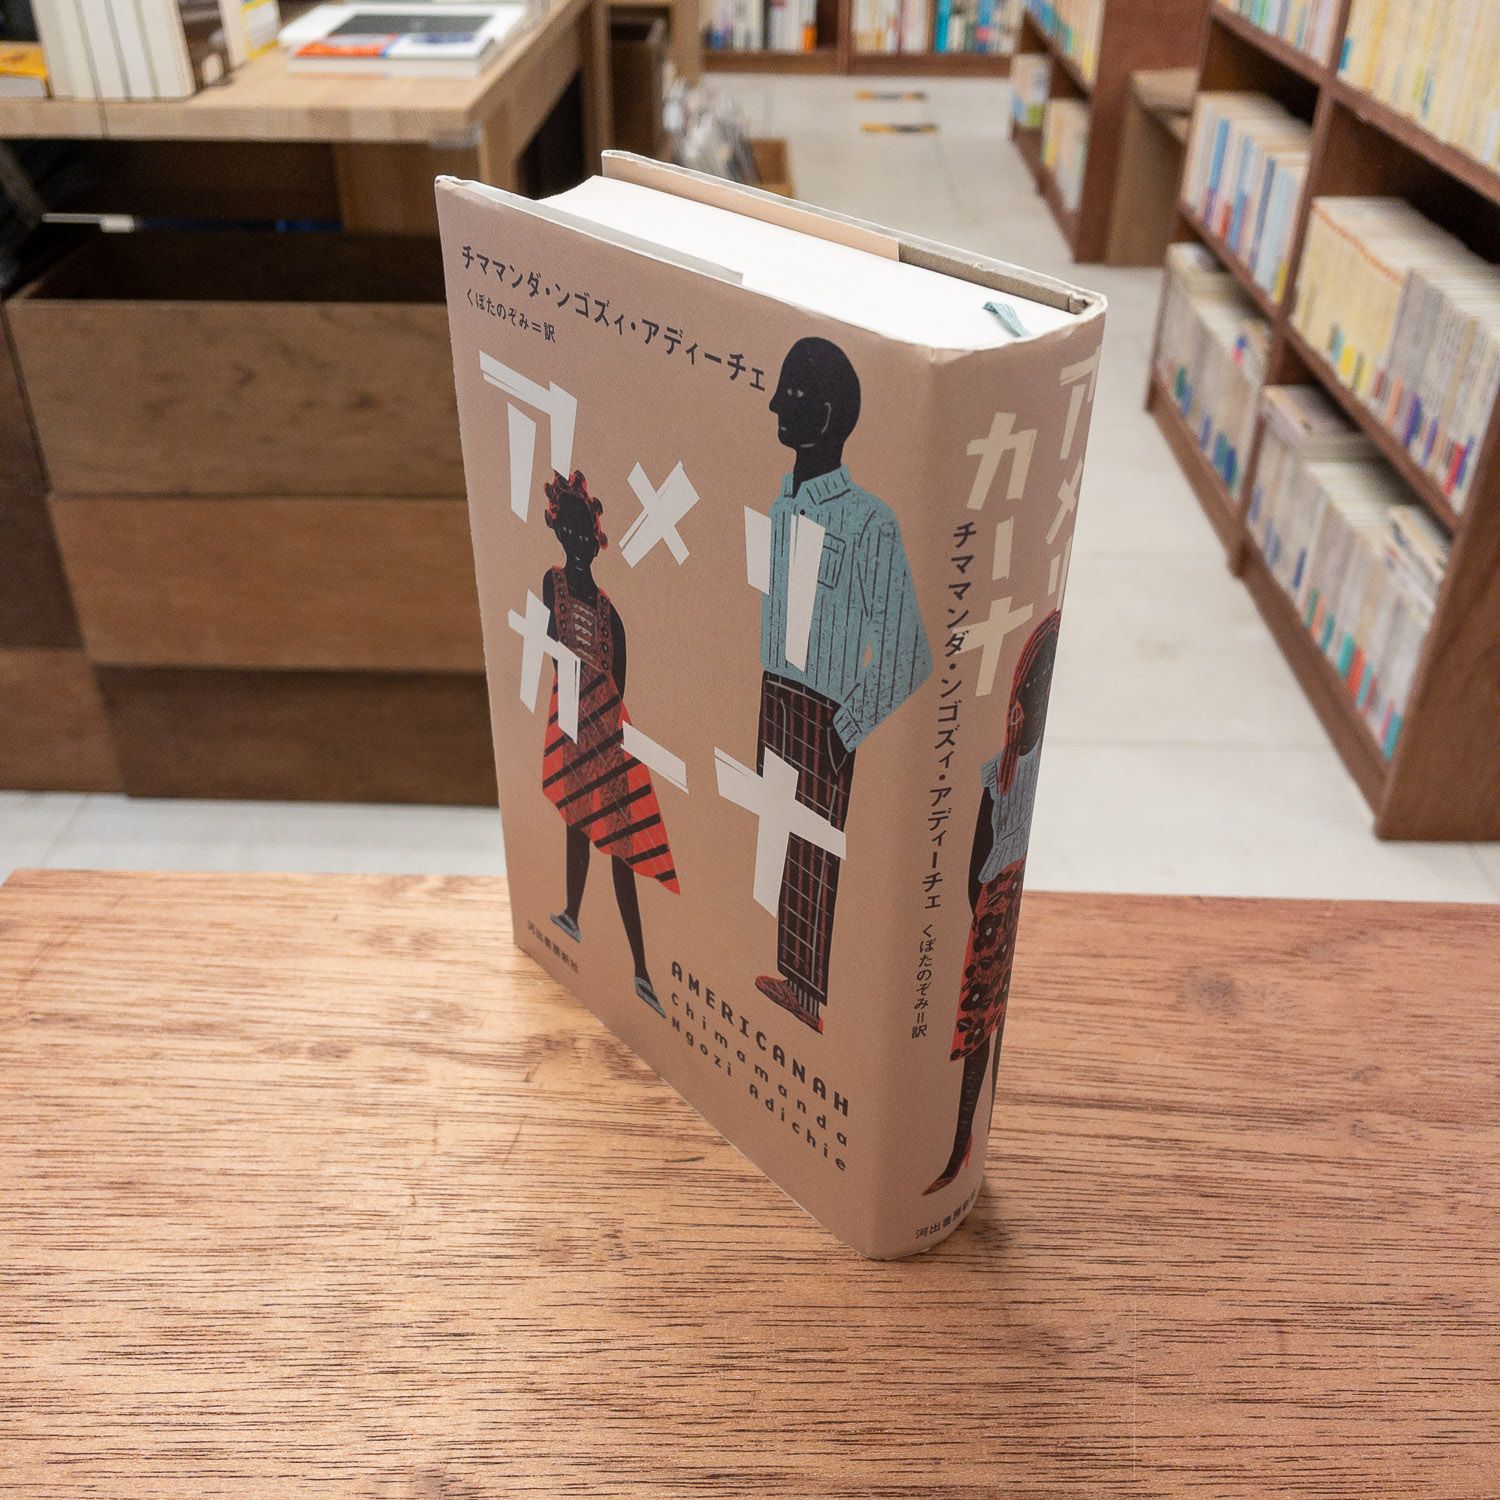 チママンダ・ンゴズィ・アディーチェ
くぼたのぞみ=訳
アメリ
カーナ
河出書房新社
AMERICANAH
Chimamanda
Ngozi Adichie
アメリ
カーナ
チママンダ・ンゴズィ・アディーチェ くぼたのぞみ=訳
河出書房新社